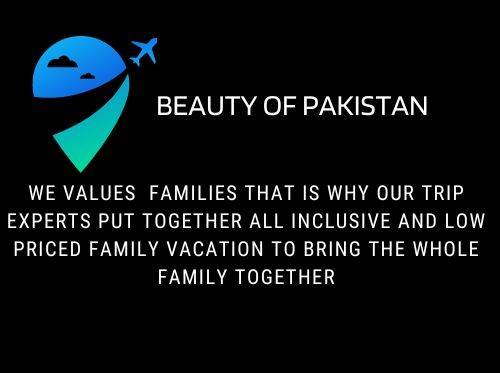 BEAUTY OF PAKISTAN
WE VALUES FAMILIES THAT IS WHY OUR TRIP
EXPERTS PUT TOGETHER ALL INCLUSIVE AND LOW
PRICED FAMILY VACATION TO BRING THE WHOLE
FAMILY TOGETHER